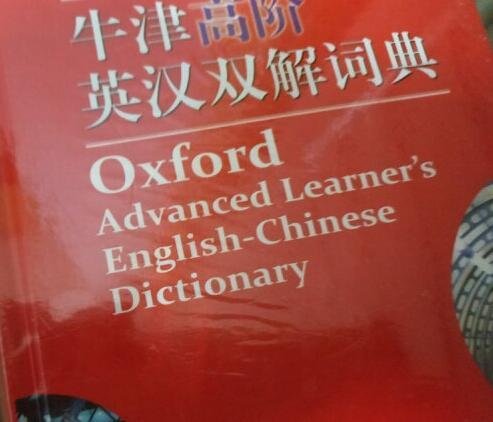 牛津高阶
英汉双解词典
Oxford
Advanced Learner's
English-Chinese
Dictionary